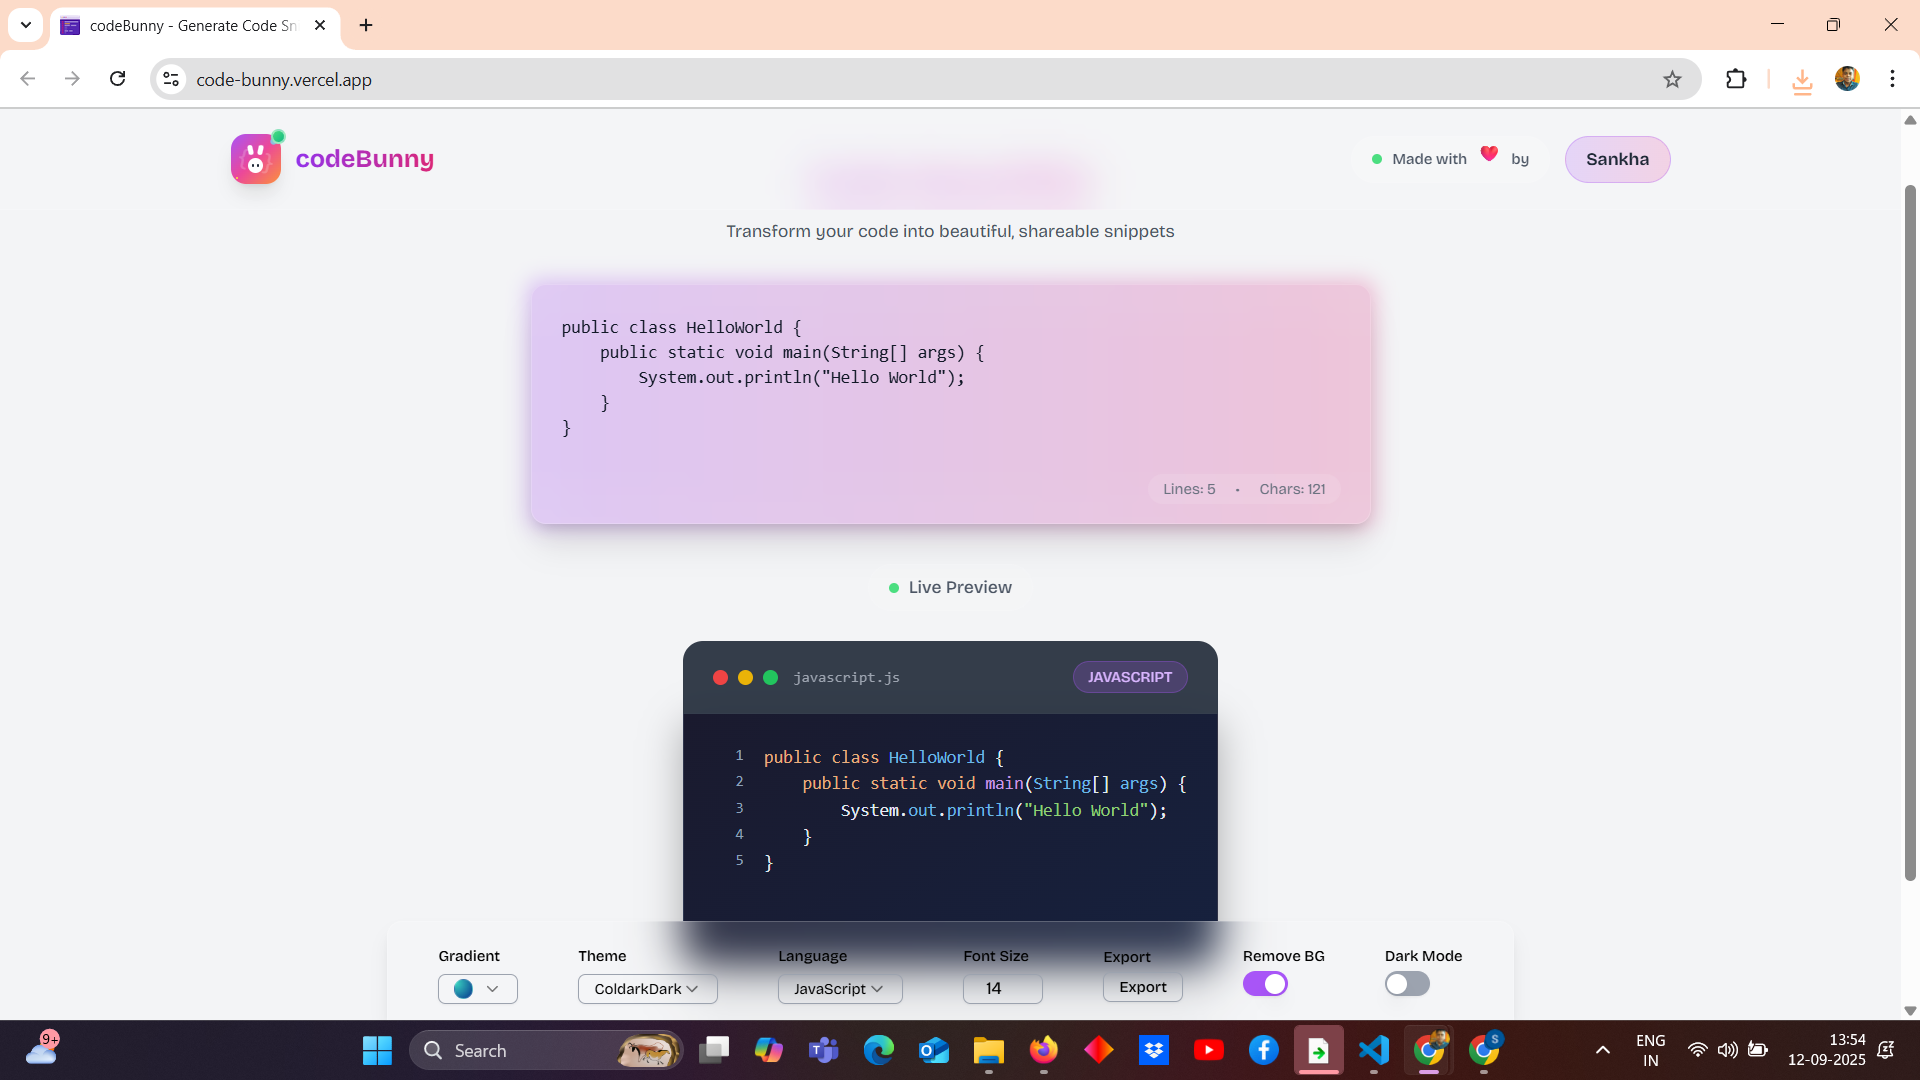 codeBunny - Generate Code Sn
code-bunny.vercel.app
codeBunny
Made with ❤️ by
Sankha
Transform your code into beautiful, shareable snippets
public class HelloWorld {
    public static void main(String[] args) {
        System.out.println("Hello World");
    }
}
Lines: 5 • Chars: 121
Live Preview
javascript.js
JAVASCRIPT
1 public class HelloWorld {
2     public static void main(String[] args) {
3         System.out.println("Hello World");
4     }
5 }
Gradient Theme Language Font Size Export Remove BG Dark Mode
ColdarkDark JavaScript 14 Export
9+
Search
S
ENG
IN
13:54
12-09-2025